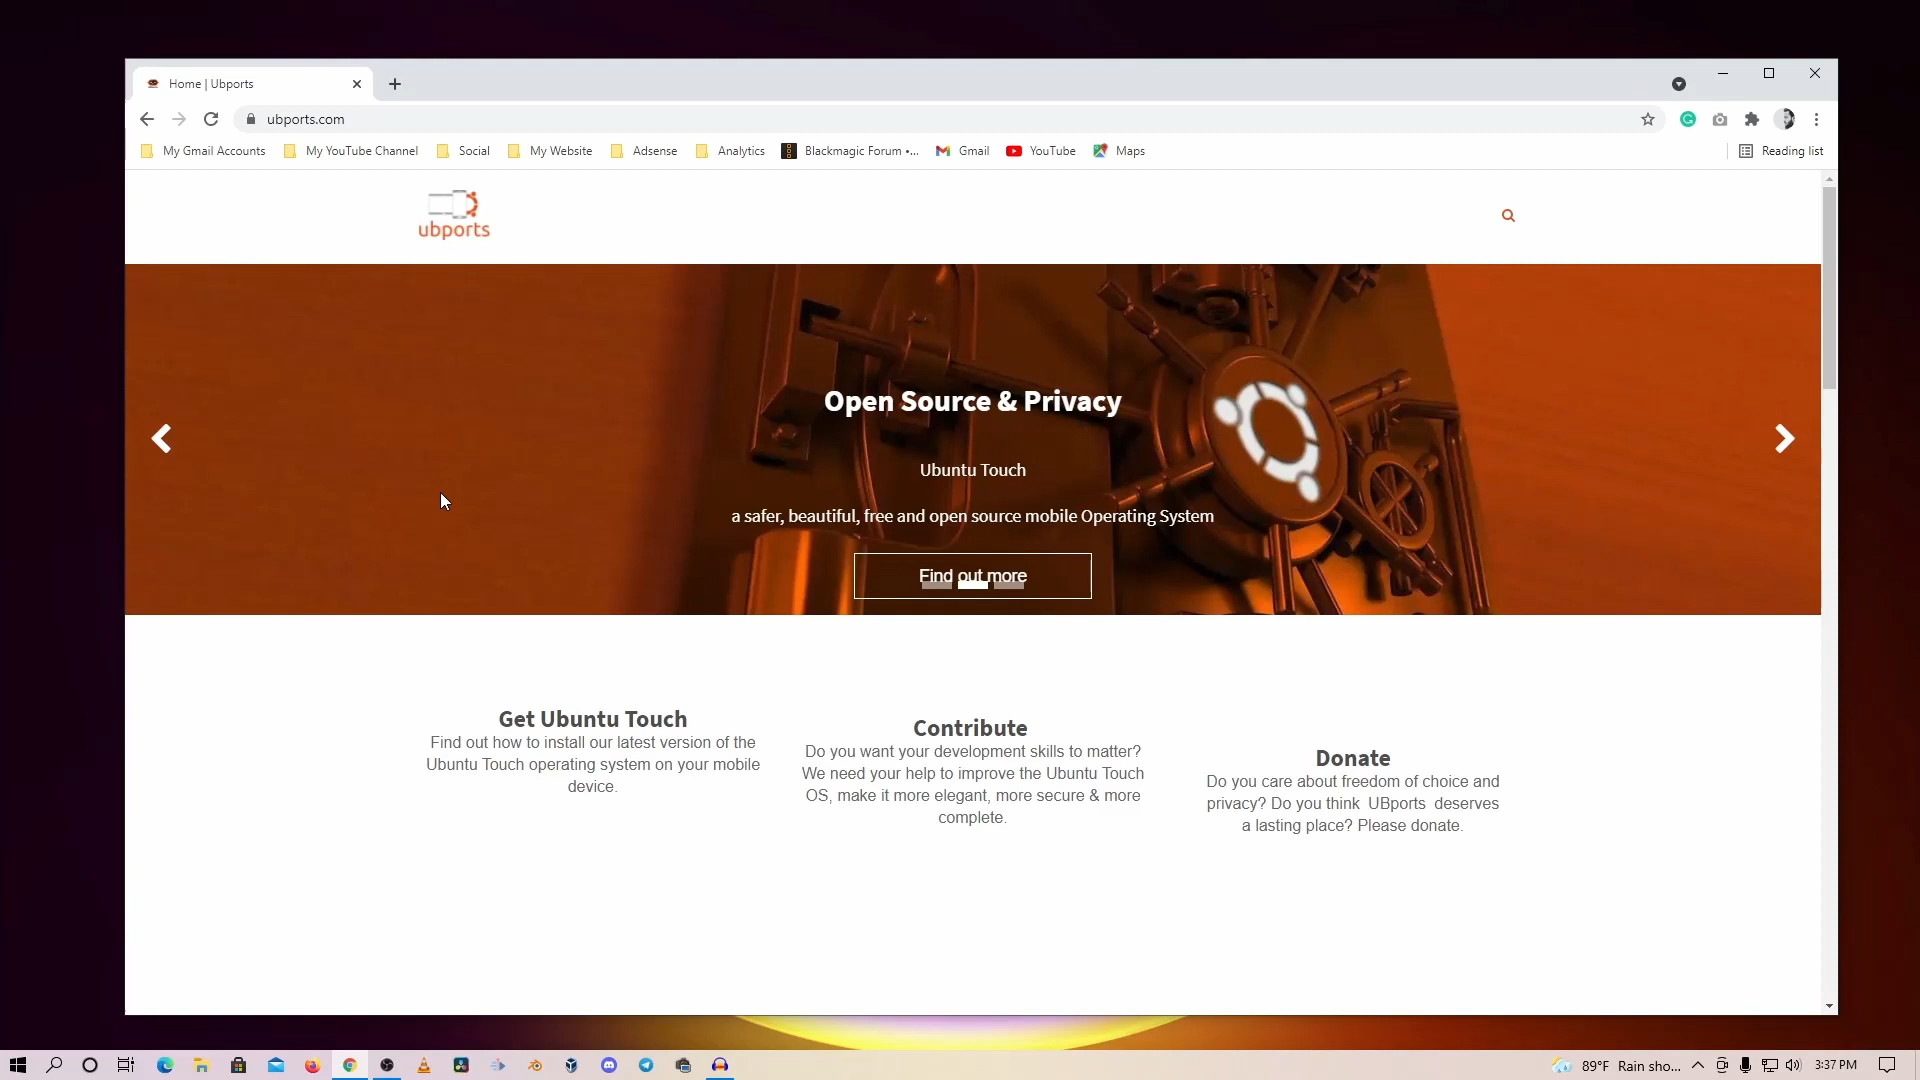 Home | Ubports
ubports.com
My Gmail Accounts
My YouTube Channel
Social
My Website
Adsense
Analytics
Blackmagic Forum •...
Gmail
YouTube
Maps
Reading list
ubports
Open Source & Privacy
Ubuntu Touch
a safer, beautiful, free and open source mobile Operating System
Find out more
Get Ubuntu Touch
Find out how to install our latest version of the
Ubuntu Touch operating system on your mobile
device.
Contribute
Do you want your development skills to matter?
We need your help to improve the Ubuntu Touch
OS, make it more elegant, more secure & more
complete.
Donate
Do you care about freedom of choice and
privacy? Do you think UBports deserves
a lasting place? Please donate.
89°F Rain sho...
3:37 PM